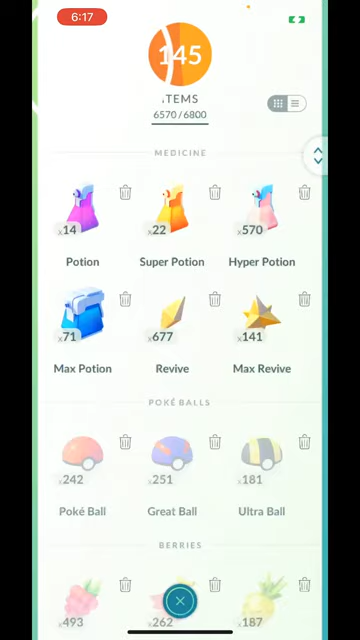 6:17
145
ITEMS
6570/6800
MEDICINE
x14
x22
x570
Potion
Super Potion
Hyper Potion
x71
x677
x141
Max Potion
Revive
Max Revive
POKÉ BALLS
x242
x251
x181
Poké Ball
Great Ball
Ultra Ball
BERRIES
x493
x262
x187